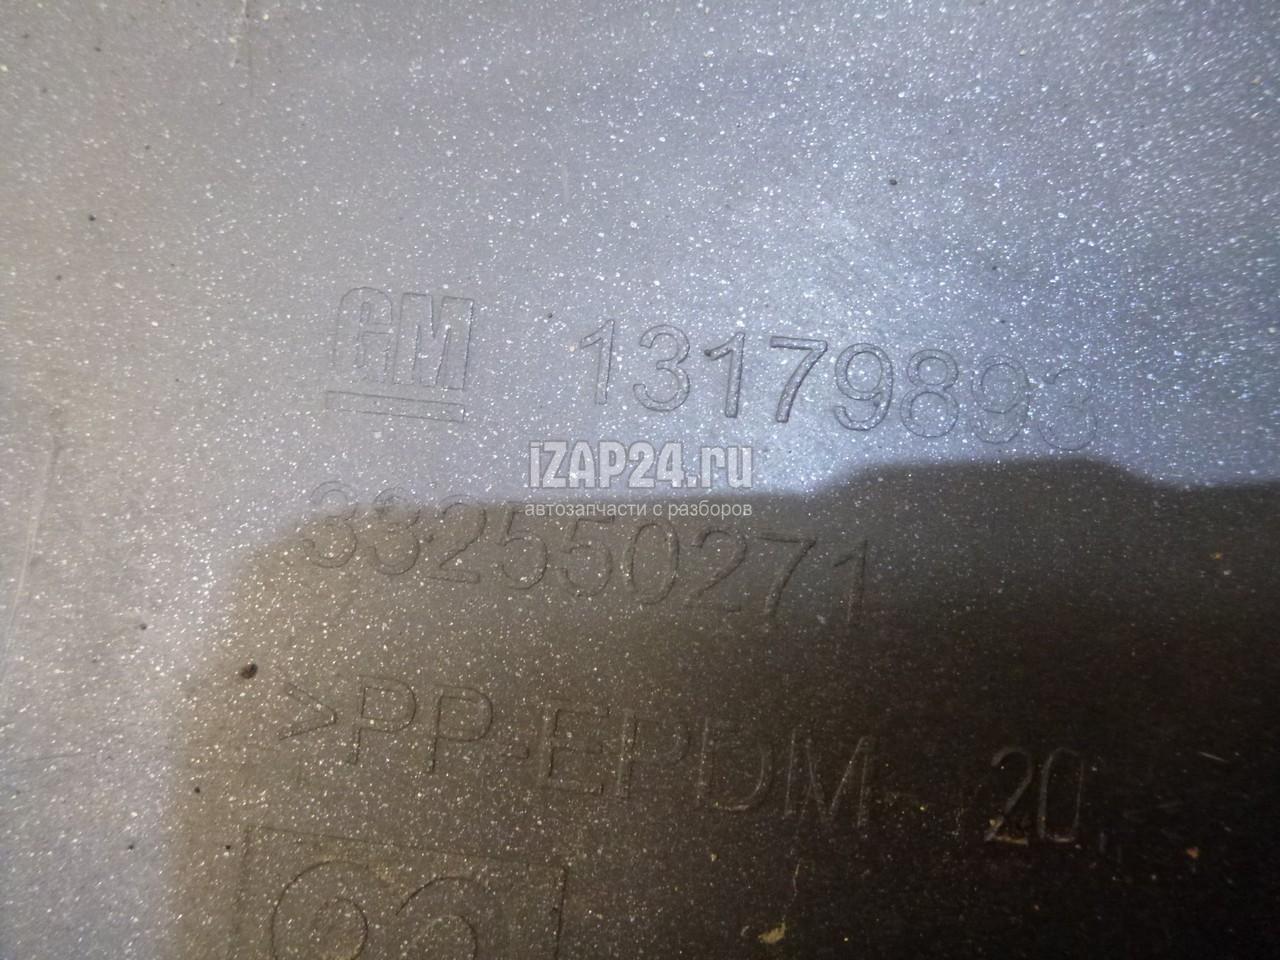 GM 13179893
iZAP24.ru
автозапчасти с разборов
332550271
>PP-EPDM 20